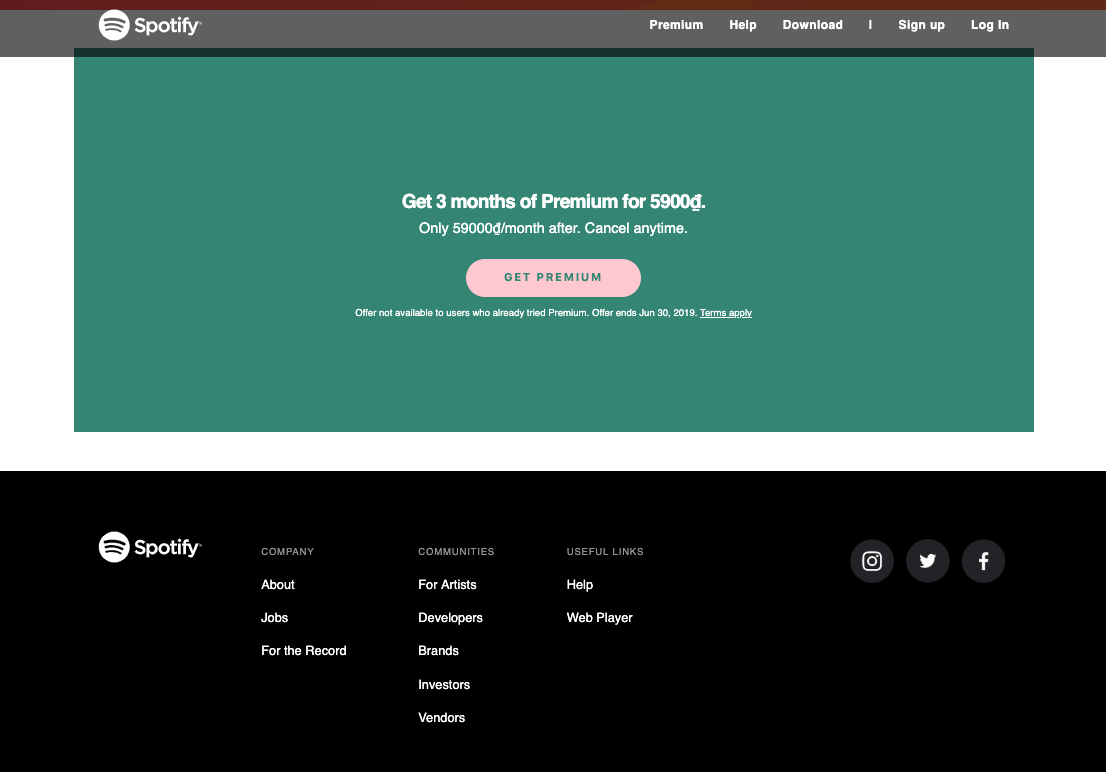 Spotify
Premium Help Download | Sign up Log In
Get 3 months of Premium for 5900₫.
Only 59000₫/month after. Cancel anytime.
GET PREMIUM
Offer not available to users who already tried Premium. Offer ends Jun 30, 2019. Terms apply
Spotify
COMPANY
About
Jobs
For the Record
COMMUNITIES
For Artists
Developers
Brands
Investors
Vendors
USEFUL LINKS
Help
Web Player